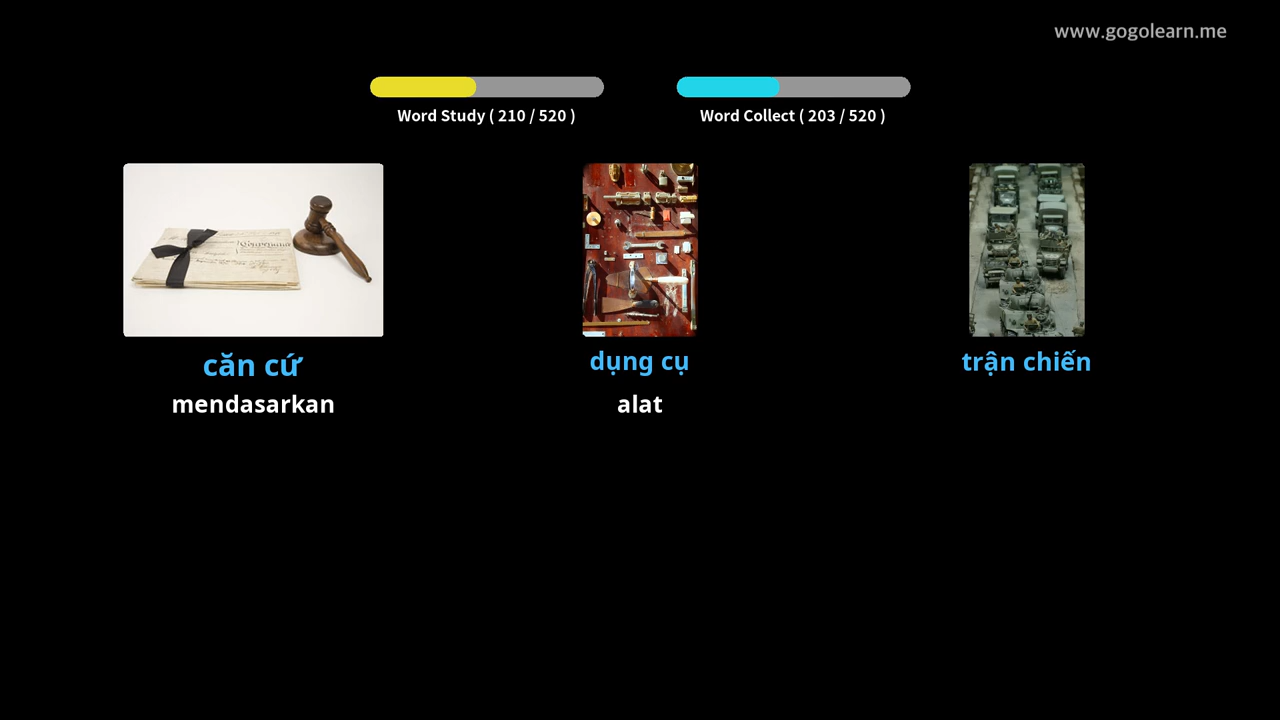 www.gogolearn.me
Word Study ( 210 / 520 )
Word Collect ( 203 / 520 )
căn cứ
dụng cụ
trận chiến
mendasarkan
alat